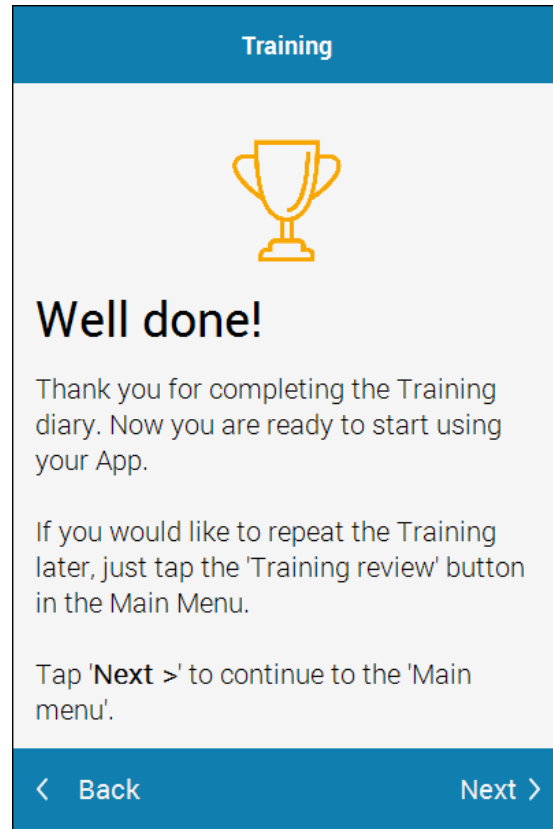 Training
Well done!
Thank you for completing the Training
diary. Now you are ready to start using
your App.
If you would like to repeat the Training
later, just tap the 'Training review' button
in the Main Menu.
Tap 'Next >' to continue to the 'Main
menu'.
< Back
Next >